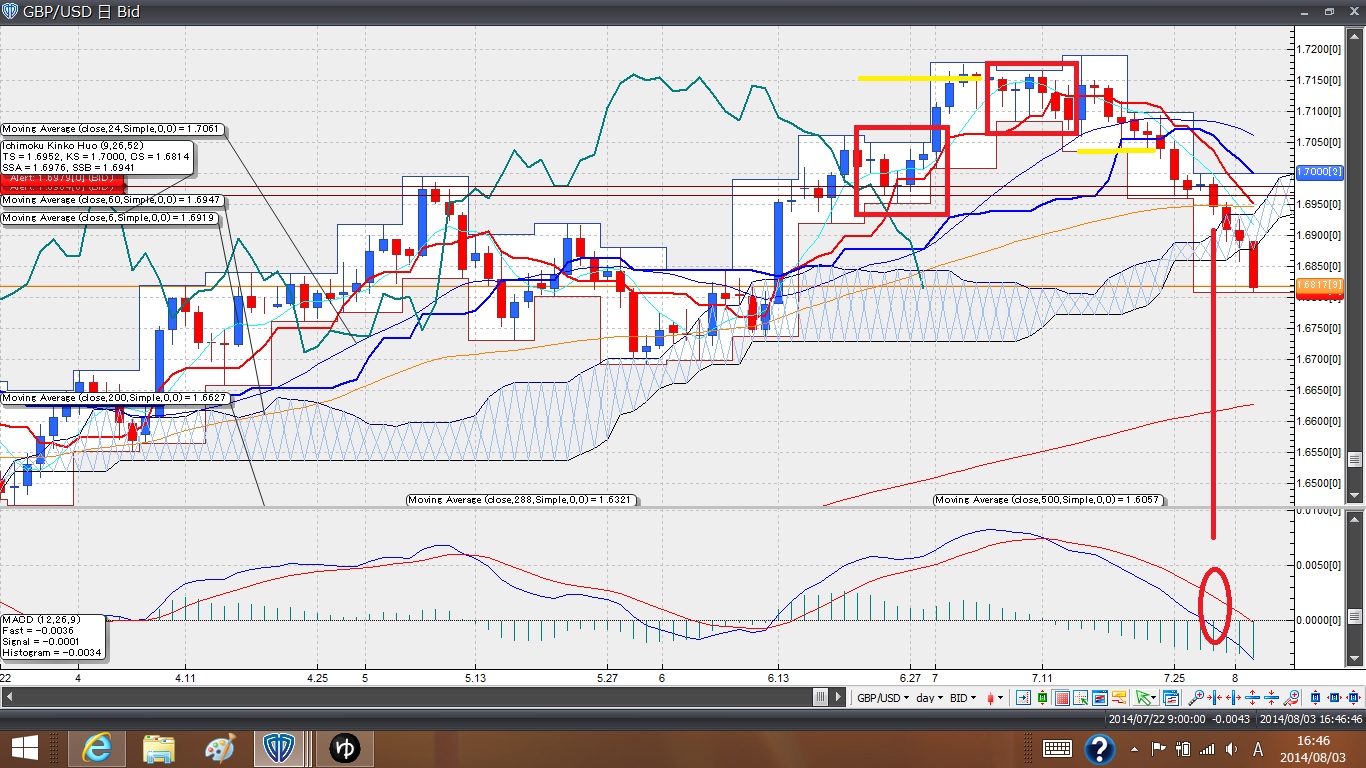 GBP/USD 日 Bid
1.7200[0]
1.7150[0]
1.7100[0]
1.7050[0]
1.7000[2]
1.6950[0]
1.6900[0]
1.6850[0]
1.6817[9]
1.6750[0]
1.6700[0]
1.6650[0]
1.6600[0]
1.6550[0]
1.6500[0]
Moving Average (close,24,Simple,0,0) = 1.7061
Ichimoku Kinko Huo (9,26,52)
TS = 1.6952, KS = 1.7000, CS = 1.6814
SSA = 1.6976, SSB = 1.6941
Alert: 1.6979[0] (BID)
Moving Average (close,60,Simple,0,0) = 1.6947
Moving Average (close,6,Simple,0,0) = 1.6919
Moving Average (close,200,Simple,0,0) = 1.6627
Moving Average (close,288,Simple,0,0) = 1.6321
Moving Average (close,500,Simple,0,0) = 1.6057
0.0100[0]
0.0050[0]
0.0000[0]
MACD (12,26,9)
Fast = -0.0036
Signal = -0.0001
Histogram = -0.0034
22 4 4.11 4.25 5 5.13 5.27 6 6.13 6.27 7 7.11 7.25 8
GBP/USD day BID
2014/07/22 9:00:00 -0.0043 2014/08/03 16:46:46
ゆ
A
16:46
2014/08/03